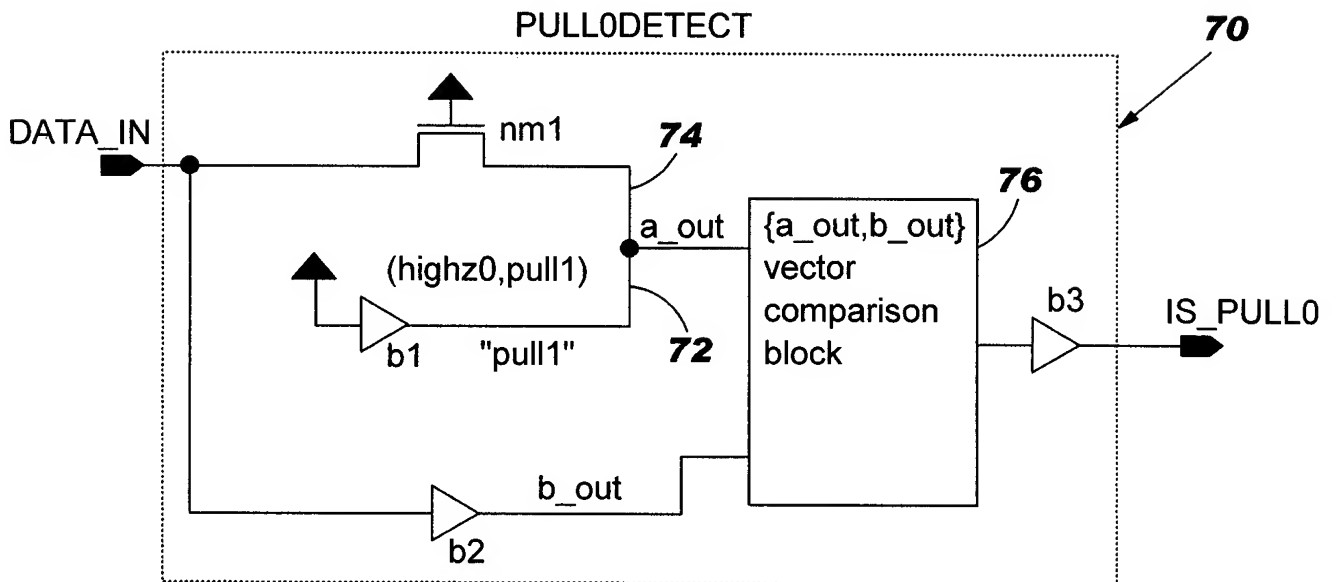 PULL0DETECT
70
DATA_IN
nm1
74
76
a_out
{a_out,b_out}
vector
comparison
block
(highz0,pull1)
b1
"pull1"
72
b3
IS_PULL0
b_out
b2